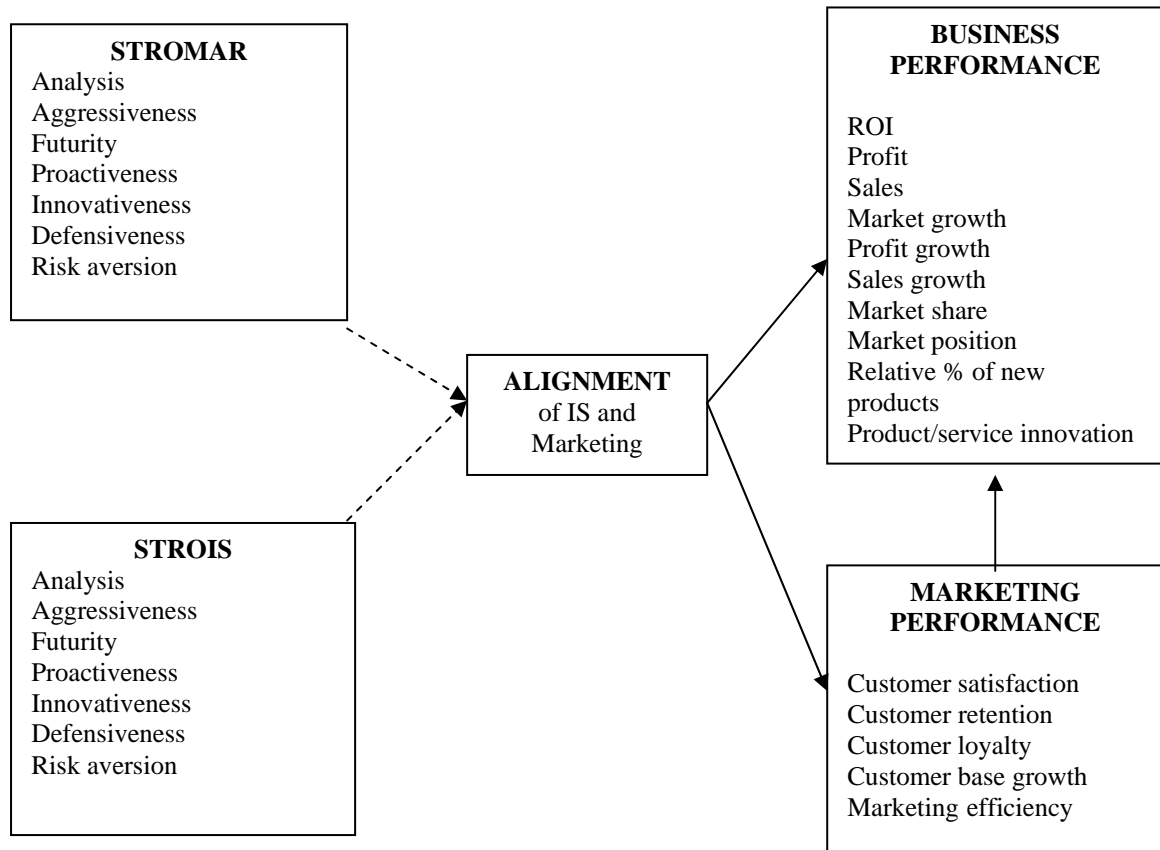 STROMAR
Analysis
Aggressiveness
Futurity
Proactiveness
Innovativeness
Defensiveness
Risk aversion
STROIS
Analysis
Aggressiveness
Futurity
Proactiveness
Innovativeness
Defensiveness
Risk aversion
ALIGNMENT
of IS and
Marketing
BUSINESS
PERFORMANCE
ROI
Profit
Sales
Market growth
Profit growth
Sales growth
Market share
Market position
Relative % of new
products
Product/service innovation
MARKETING
PERFORMANCE
Customer satisfaction
Customer retention
Customer loyalty
Customer base growth
Marketing efficiency